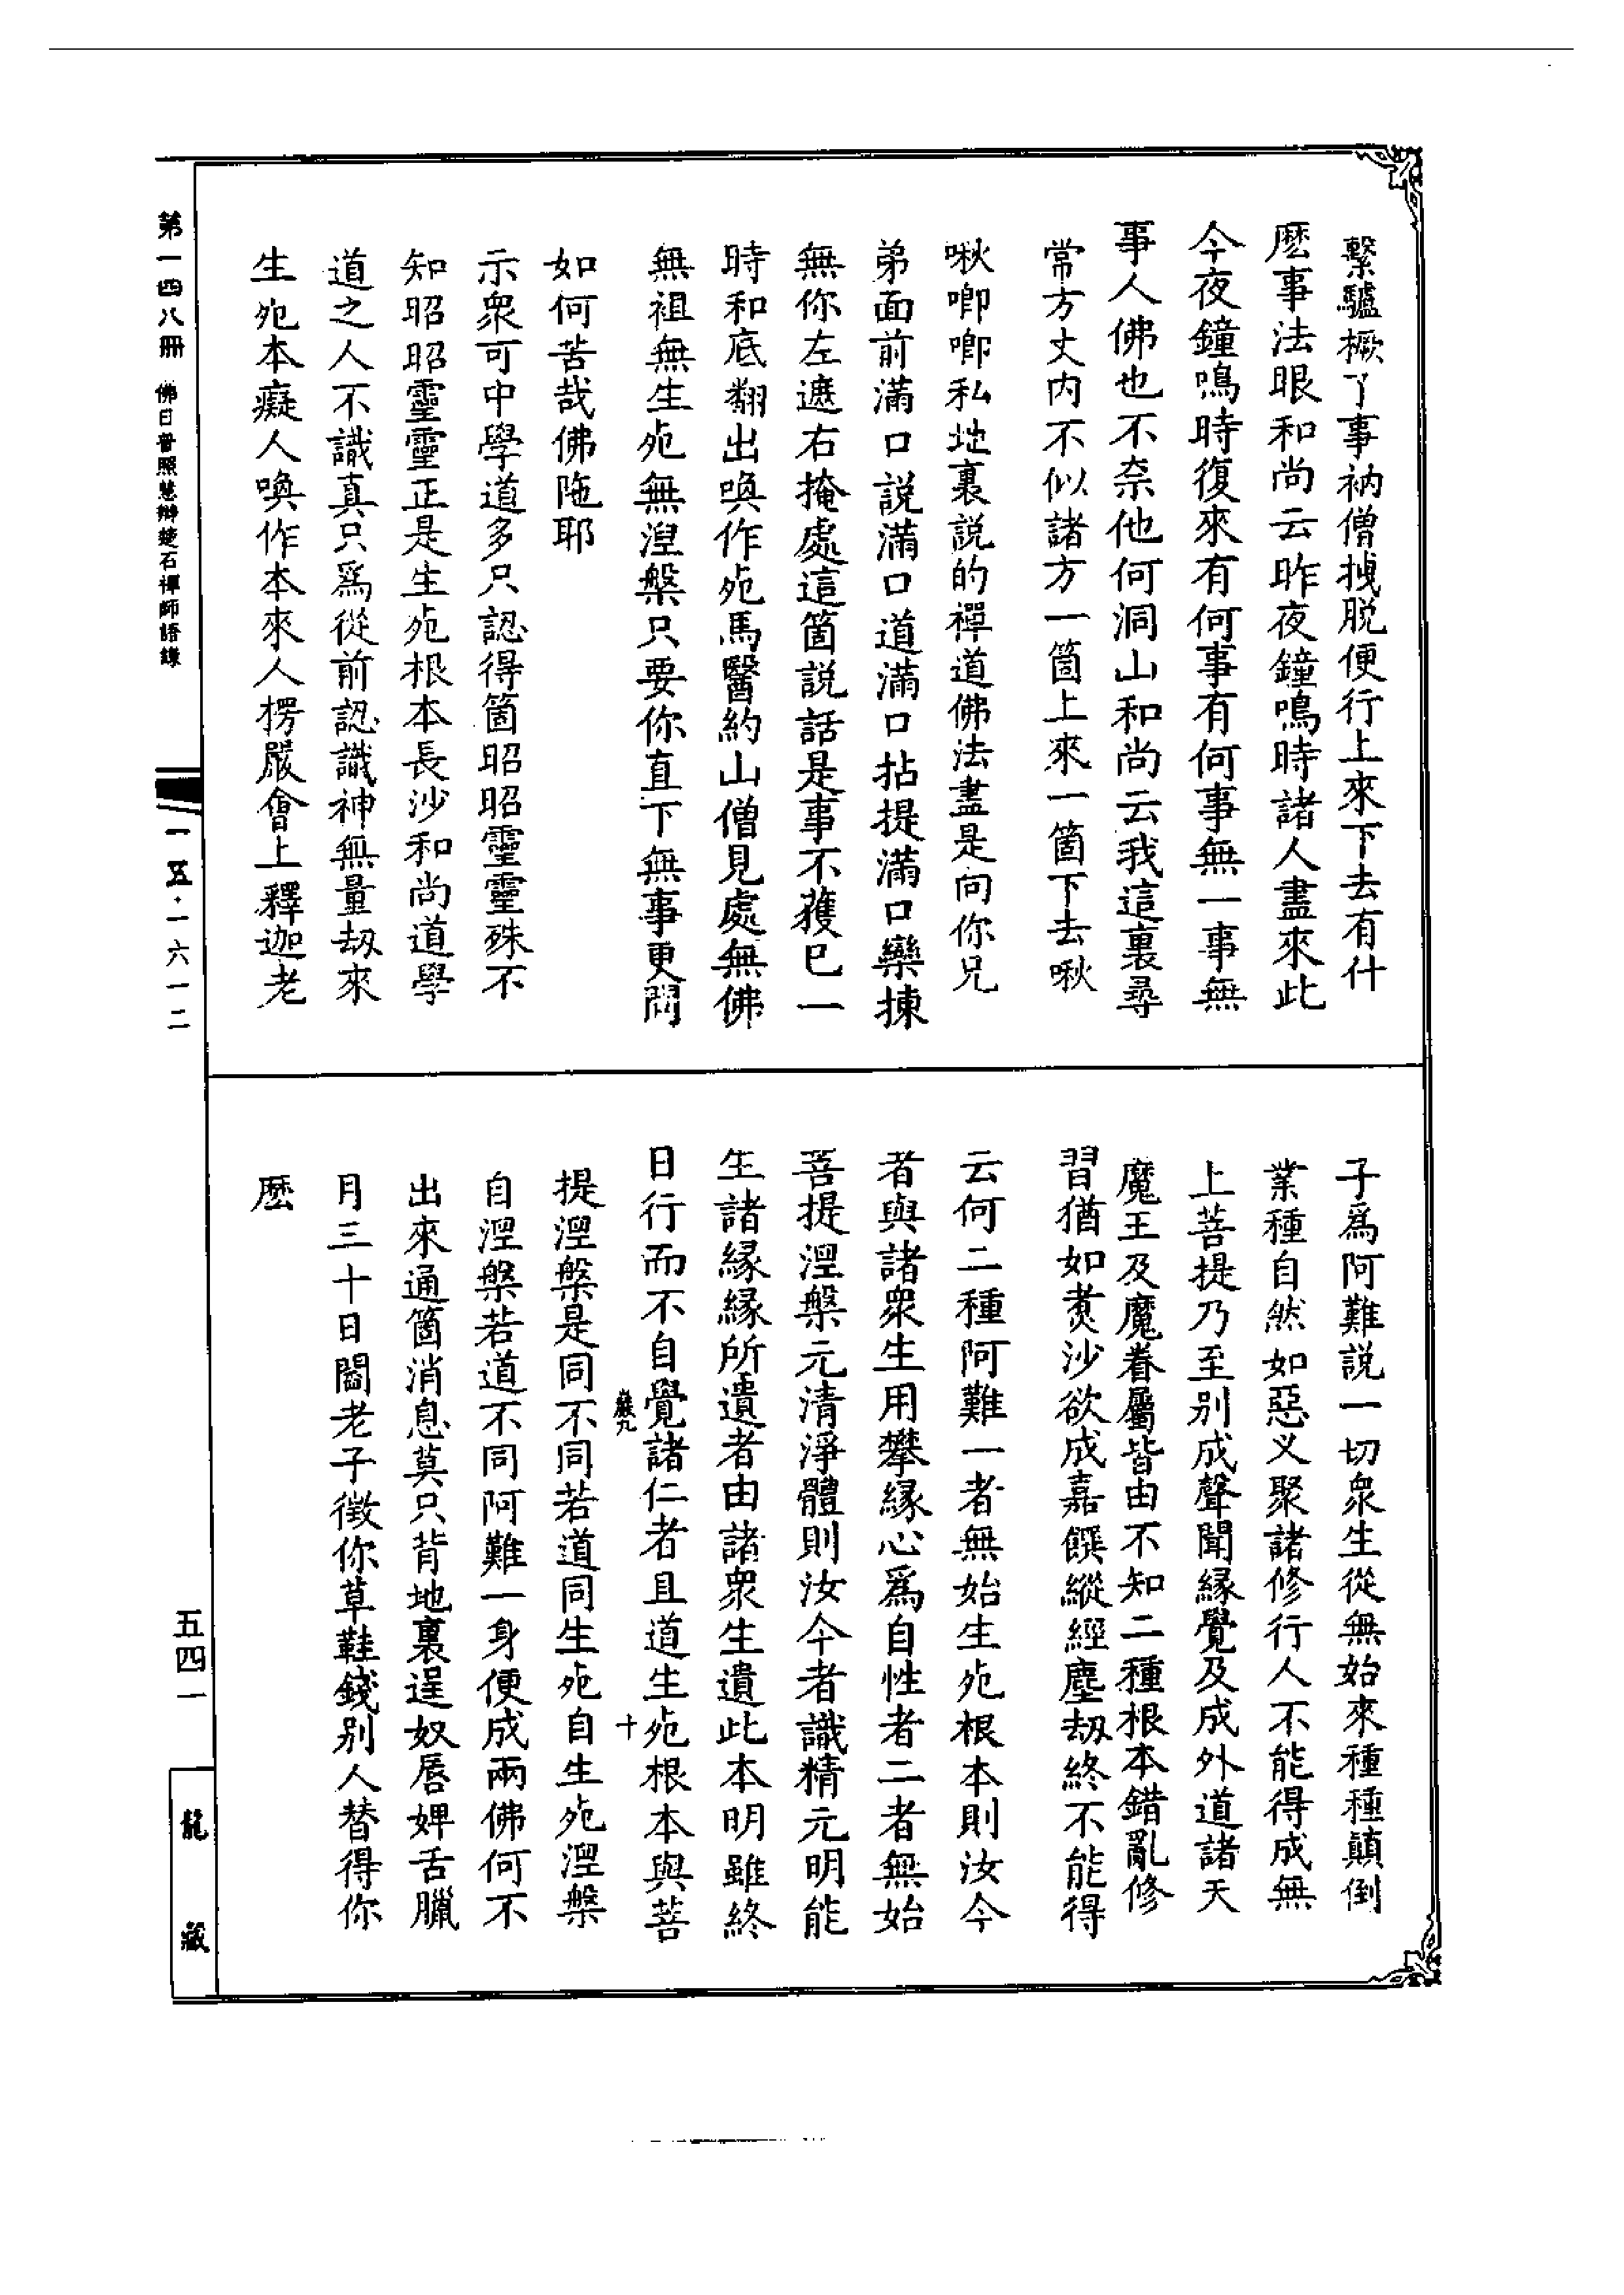 繫驢橛了事衲僧拽脱便行上來下去有什
麽事法眼和尚云昨夜鐘鳴時諸人盡來此
今夜鐘鳴時復來有何事有何事無一事無
事人佛也不奈他何洞山和尚云我這裏尋
常方丈内不似諸方一箇上來一箇下去啾
啾唧唧私地裏説的禪道佛法盡是向你兄
弟面前滿口説滿口道滿口拈提滿口欒揀
無你左遮右掩處這箇説話是事不獲已一
時和底翻出喚作死馬醫約山僧見處無佛
無祖無生死無涅槃只要你直下無事更問
如何苦哉佛陁耶
示衆可中學道多只認得箇昭昭靈靈殊不
知昭昭靈靈正是生死根本長沙和尚道學
道之人不識真只爲從前認識神無量刼來
生死本癡人喚作本來人楞嚴會上釋迦老
子爲阿難説一切衆生從無始來種種顛倒
業種自然如惡叉聚諸修行人不能得成無
上菩提乃至别成聲聞緣覺及成外道諸天
魔王及魔眷屬皆由不知二種根本錯亂修
習猶如煑沙欲成嘉饌縱經塵刼終不能得
云何二種阿難一者無始生死根本則汝今
者與諸衆生用攀緣心爲自性者二者無始
菩提涅槃元清淨體則汝今者識精元明能
生諸緣緣所遺者由諸衆生遺此本明雖終
日行而不自覺諸仁者且道生死根本與菩
巖九 十
提涅槃是同不同若道同生死自生死涅槃
自涅槃若道不同阿難一身便成兩佛何不
出來通箇消息莫只背地裏逞奴唇婢舌臘
月三十日閻老子徵你草鞋錢别人替得你
麽
第一四八冊 佛日普照慧辯楚石禪師語錄
一五·一六一二
五四一
龍藏